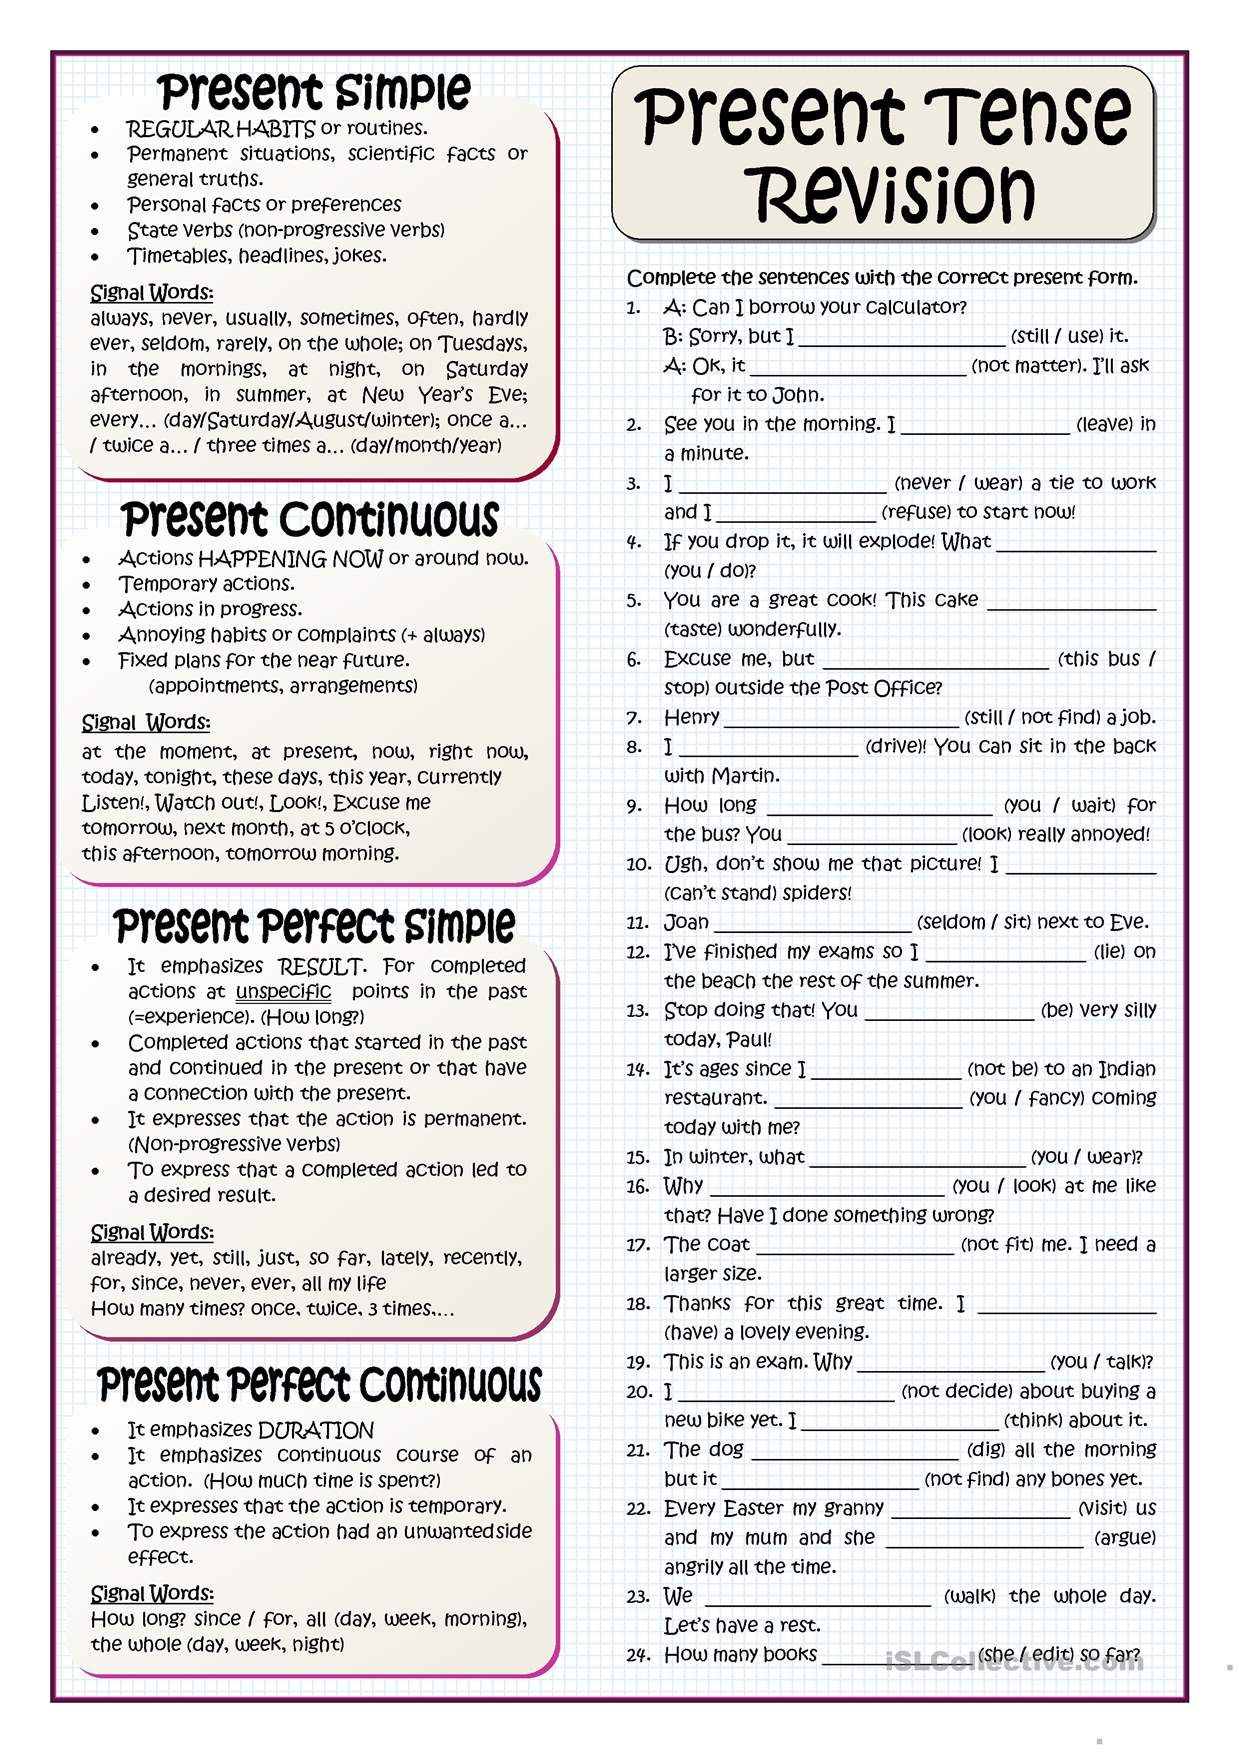 Present Simple
• REGULAR HABITS or routines.
• Permanent situations, scientific facts or
general truths.
• Personal facts or preferences
• State verbs (non-progressive verbs)
• Timetables, headlines, jokes.
Signal Words:
always, never, usually, sometimes, often, hardly
ever, seldom, rarely, on the whole; on Tuesdays,
in the mornings, at night, on Saturday
afternoon, in summer, at New Year's Eve;
every... (day/Saturday/August/winter); once a...
/ twice a... / three times a... (day/month/year)
Present Continuous
• Actions HAPPENING NOW or around now.
• Temporary actions.
• Actions in progress.
• Annoying habits or complaints (+ always)
• Fixed plans for the near future.
(appointments, arrangements)
Signal Words:
at the moment, at present, now, right now,
today, tonight, these days, this year, currently
Listen!, Watch out!, Look!, Excuse me
tomorrow, next month, at 5 o'clock,
this afternoon, tomorrow morning.
Present Perfect Simple
• It emphasizes RESULT. For completed
actions at unspecific points in the past
(=experience). (How long?)
• Completed actions that started in the past
and continued in the present or that have
a connection with the present.
• It expresses that the action is permanent.
(Non-progressive verbs)
• To express that a completed action led to
a desired result.
Signal Words:
already, yet, still, just, so far, lately, recently,
for, since, never, ever, all my life
How many times? once, twice, 3 times,...
Present Perfect Continuous
• It emphasizes DURATION
• It emphasizes continuous course of an
action. (How much time is spent?)
• It expresses that the action is temporary.
• To express the action had an unwanted side
effect.
Signal Words:
How long? since / for, all (day, week, morning),
the whole (day, week, night)
Present Tense
Revision
Complete the sentences with the correct present form.
1. A: Can I borrow your calculator?
B: Sorry, but I ____________________ (still / use) it.
A: Ok, it ____________________ (not matter). I'll ask
for it to John.
2. See you in the morning. I ________________ (leave) in
a minute.
3. I ____________________ (never / wear) a tie to work
and I ________________ (refuse) to start now!
4. If you drop it, it will explode! What ________________
(you / do)?
5. You are a great cook! This cake ________________
(taste) wonderfully.
6. Excuse me, but ____________________ (this bus /
stop) outside the Post Office?
7. Henry ______________________ (still / not find) a job.
8. I ________________ (drive)! You can sit in the back
with Martin.
9. How long ____________________ (you / wait) for
the bus? You ________________ (look) really annoyed!
10. Ugh, don't show me that picture! I ______________
(can't stand) spiders!
11. Joan __________________ (seldom / sit) next to Eve.
12. I've finished my exams so I ________________ (lie) on
the beach the rest of the summer.
13. Stop doing that! You ________________ (be) very silly
today, Paul!
14. It's ages since I ______________ (not be) to an Indian
restaurant. __________________ (you / fancy) coming
today with me?
15. In winter, what ____________________ (you / wear)?
16. Why ______________________ (you / look) at me like
that? Have I done something wrong?
17. The coat __________________ (not fit) me. I need a
larger size.
18. Thanks for this great time. I ________________
(have) a lovely evening.
19. This is an exam. Why __________________ (you / talk)?
20. I ____________________ (not decide) about buying a
new bike yet. I __________________ (think) about it.
21. The dog ____________________ (dig) all the morning
but it __________________ (not find) any bones yet.
22. Every Easter my granny ________________ (visit) us
and my mum and she __________________ (argue)
angrily all the time.
23. We ____________________ (walk) the whole day.
Let's have a rest.
24. How many books ______________ (she / edit) so far?
iSLCollective.com